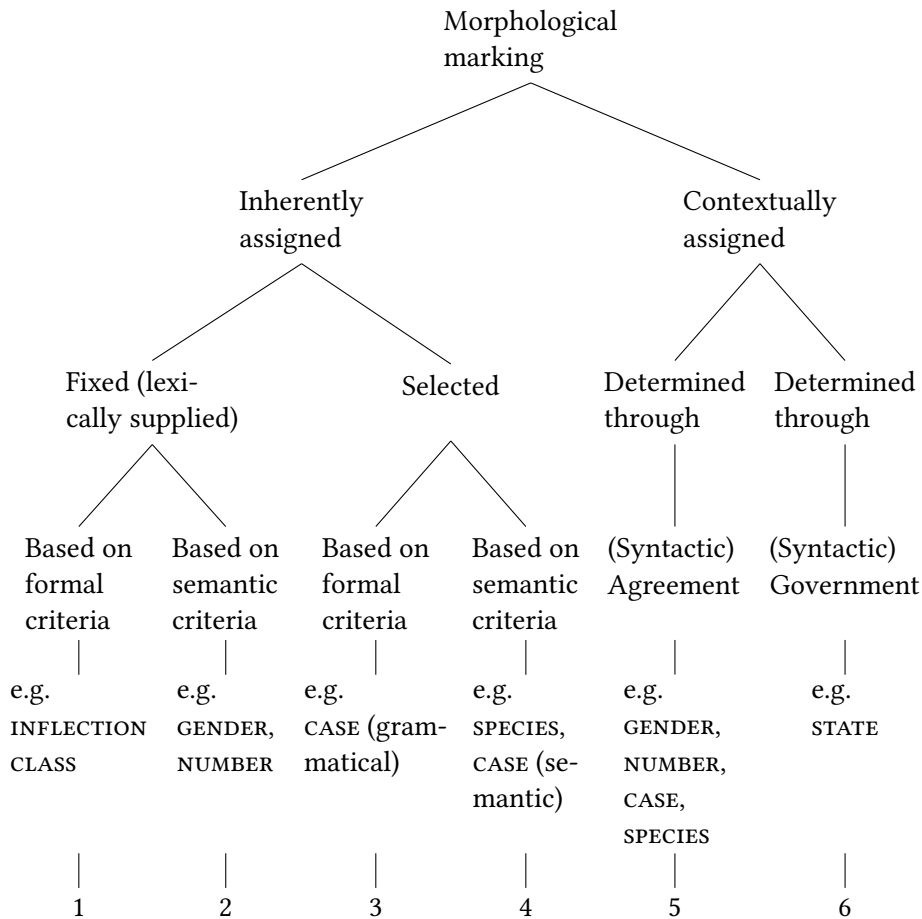 Morphological
marking
Inherently
assigned
Contextually
assigned
Fixed (lexi-
cally supplied)
Selected
Determined
through
Determined
through
Based on
formal
criteria
Based on
semantic
criteria
Based on
formal
criteria
Based on
semantic
criteria
(Syntactic)
Agreement
(Syntactic)
Government
e.g.
INFLECTION
CLASS
e.g.
GENDER,
NUMBER
e.g.
CASE (gram-
matical)
e.g.
SPECIES,
CASE (se-
mantic)
e.g.
GENDER,
NUMBER,
CASE,
SPECIES
e.g.
STATE
1
2
3
4
5
6